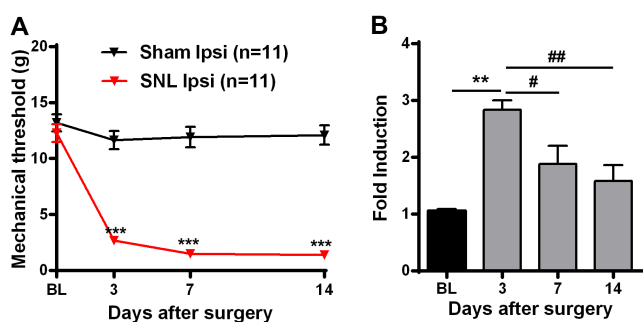 A
Mechanical threshold (g)
20
15
10
5
0
Sham Ipsi (n=11)
SNL Ipsi (n=11)
***
***
***
BL
3
7
14
Days after surgery
B
Fold Induction
4
3
2
1
0
##
**
#
BL
3
7
14
Days after surgery